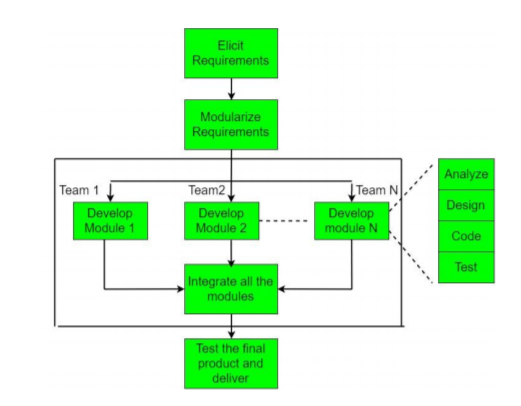 Elicit
Requirements
Modularize
Requirements
Team 1
Team2
Team N
Develop
Module 1
Develop
Module 2
Develop
module N
Analyze
Design
Code
Test
Integrate all the
modules
Test the final
product and
deliver